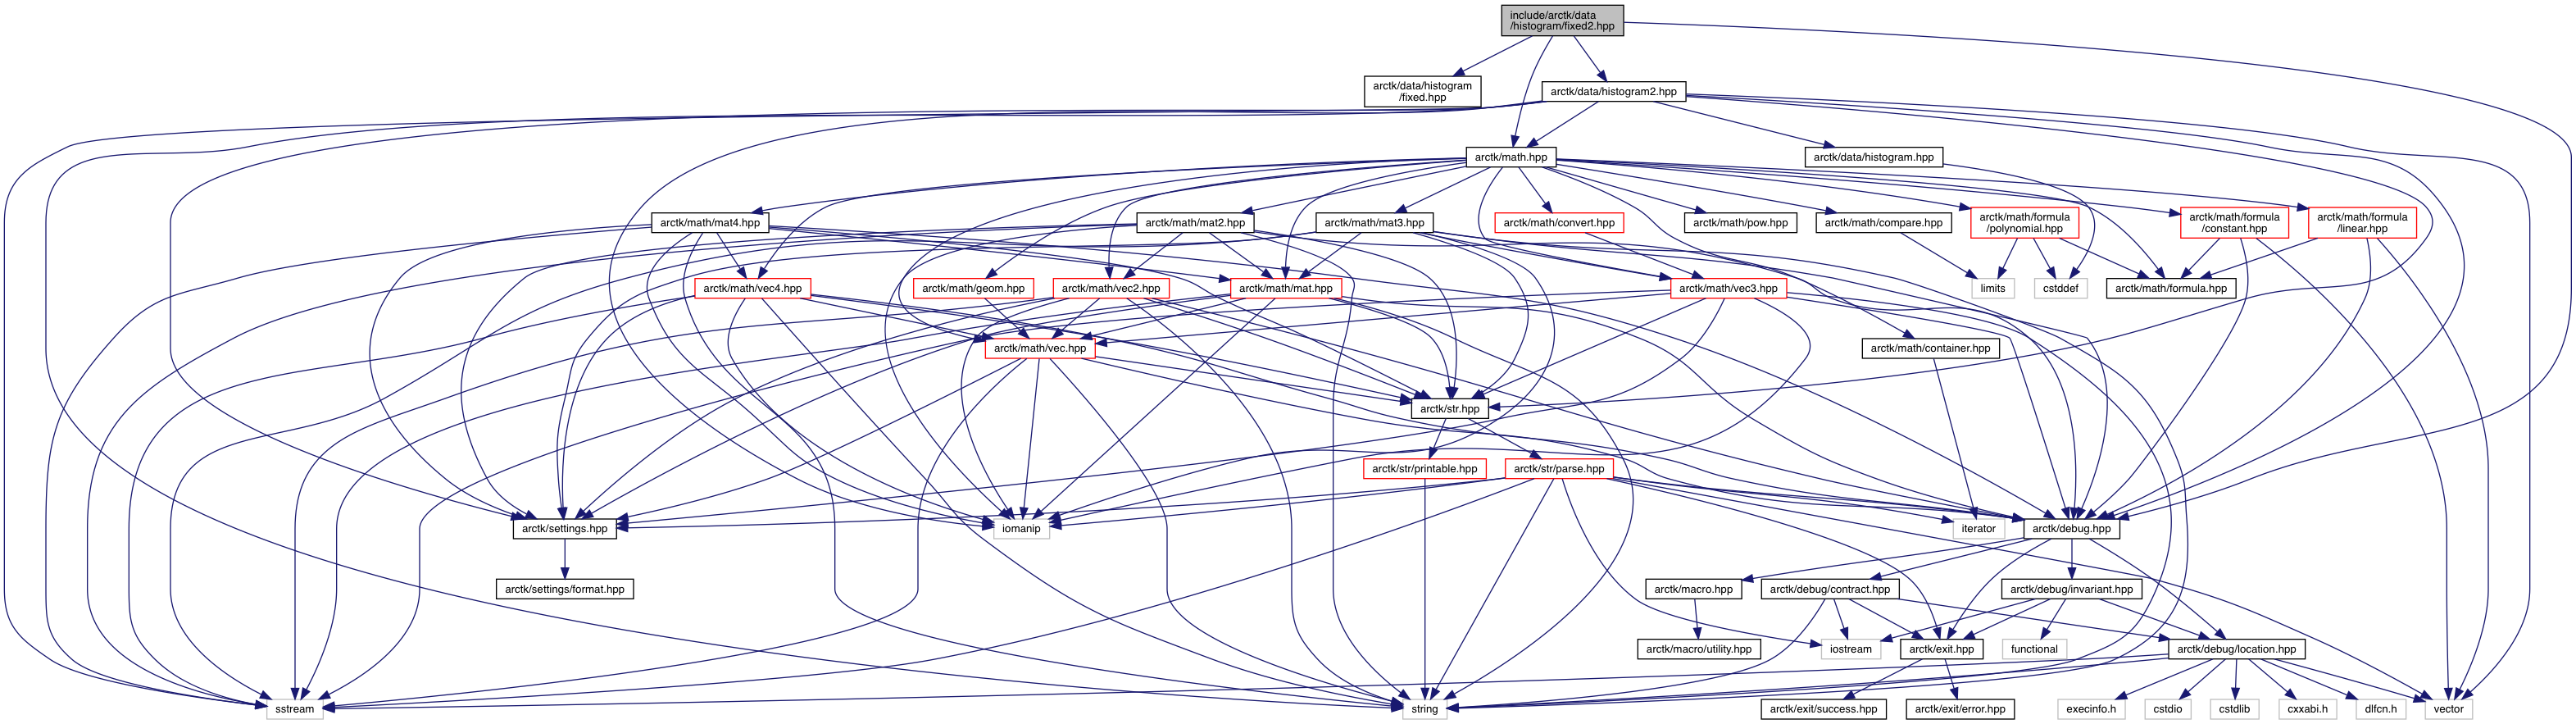 include/arctk/data
/histogram/fixed2.hpp
arctk/data/histogram
/fixed.hpp
arctk/data/histogram2.hpp
arctk/math.hpp
arctk/data/histogram.hpp
arctk/math/mat4.hpp
arctk/math/mat2.hpp
arctk/math/mat3.hpp
arctk/math/convert.hpp
arctk/math/pow.hpp
arctk/math/compare.hpp
arctk/math/formula
/polynomial.hpp
arctk/math/formula
/constant.hpp
arctk/math/formula
/linear.hpp
arctk/math/vec4.hpp
arctk/math/geom.hpp
arctk/math/vec2.hpp
arctk/math/mat.hpp
arctk/math/vec3.hpp
limits
cstddef
arctk/math/formula.hpp
arctk/math/vec.hpp
arctk/math/container.hpp
arctk/str.hpp
arctk/str/printable.hpp
arctk/str/parse.hpp
arctk/settings.hpp
iomanip
iterator
arctk/debug.hpp
arctk/settings/format.hpp
arctk/macro.hpp
arctk/debug/contract.hpp
arctk/debug/invariant.hpp
arctk/macro/utility.hpp
iostream
arctk/exit.hpp
functional
arctk/debug/location.hpp
sstream
string
arctk/exit/success.hpp
arctk/exit/error.hpp
execinfo.h
cstdio
cstdlib
cxxabi.h
dlfcn.h
vector